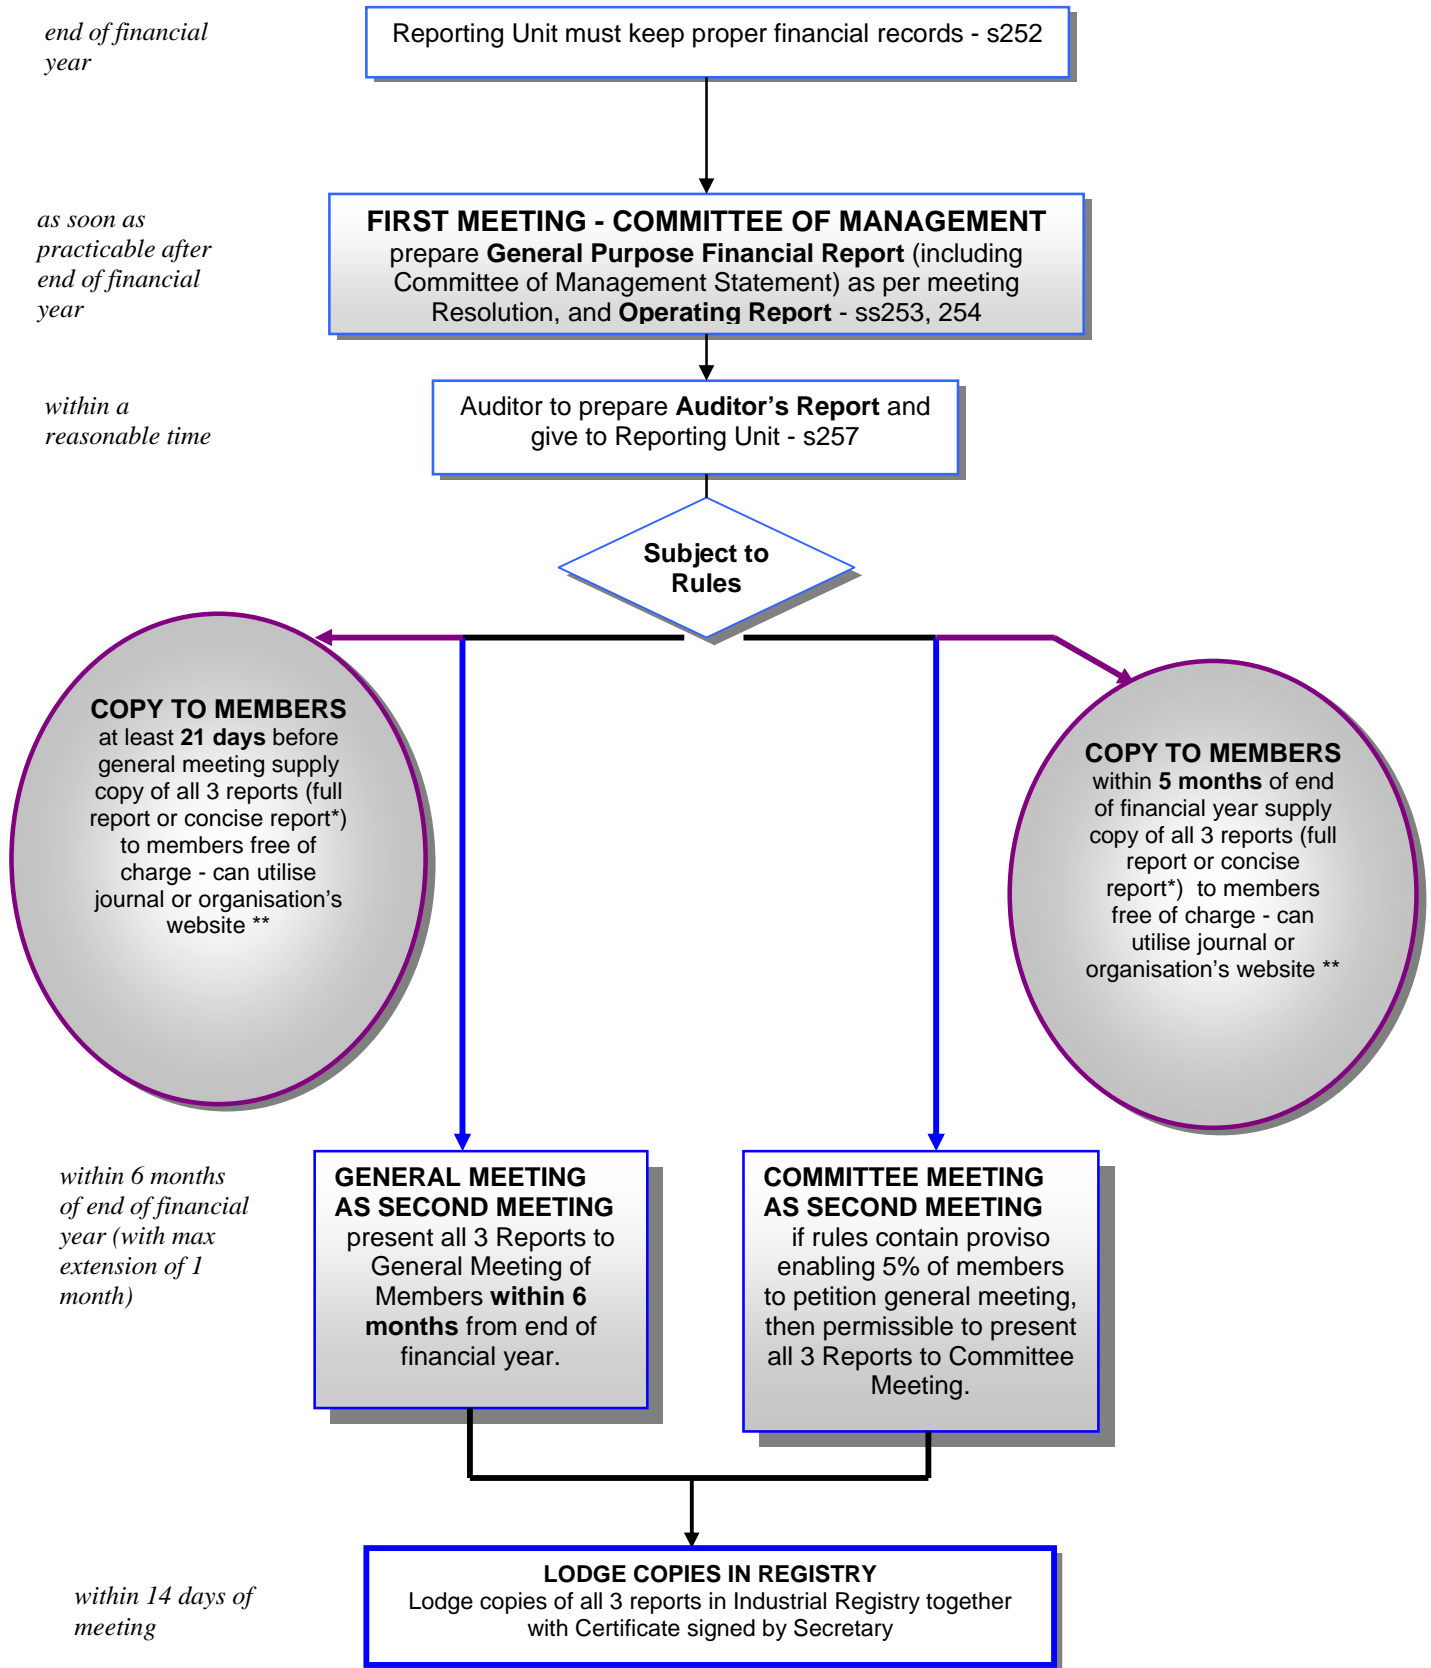 end of financial
year
Reporting Unit must keep proper financial records - s252
as soon as
practicable after
end of financial
year
FIRST MEETING - COMMITTEE OF MANAGEMENT
prepare General Purpose Financial Report (including
Committee of Management Statement) as per meeting
Resolution, and Operating Report - ss253, 254
within a
reasonable time
Auditor to prepare Auditor’s Report and
give to Reporting Unit - s257
Subject to
Rules
COPY TO MEMBERS
at least 21 days before
general meeting supply
copy of all 3 reports (full
report or concise report*)
to members free of
charge - can utilise
journal or organisation’s
website **
COPY TO MEMBERS
within 5 months of end
of financial year supply
copy of all 3 reports (full
report or concise
report*) to members
free of charge - can
utilise journal or
organisation’s website **
within 6 months
of end of financial
year (with max
extension of 1
month)
GENERAL MEETING
AS SECOND MEETING
present all 3 Reports to
General Meeting of
Members within 6
months from end of
financial year.
COMMITTEE MEETING
AS SECOND MEETING
if rules contain proviso
enabling 5% of members
to petition general meeting,
then permissible to present
all 3 Reports to Committee
Meeting.
within 14 days of
meeting
LODGE COPIES IN REGISTRY
Lodge copies of all 3 reports in Industrial Registry together
with Certificate signed by Secretary